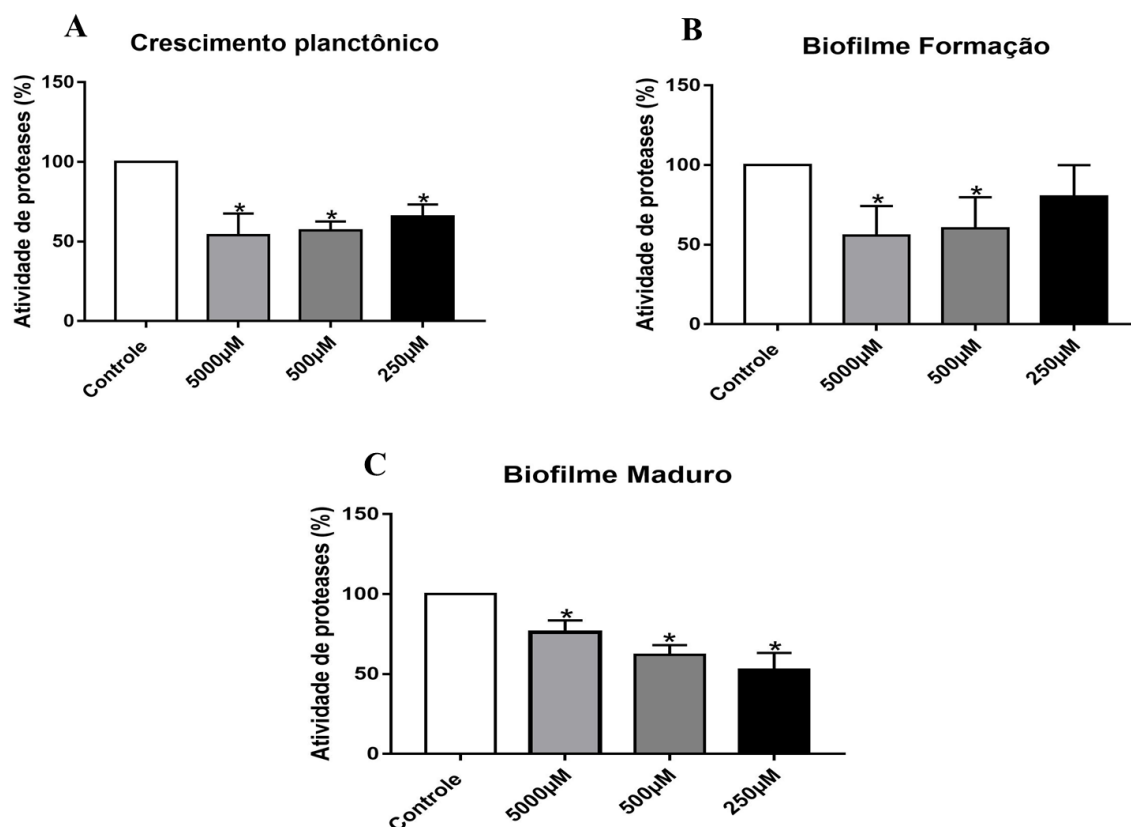 A
Crescimento planctônico
Atividade de proteases (%)
150
100
50
0
*
*
*
Controle
5000µM
500µM
250µM
B
Biofilme Formação
Atividade de proteases (%)
150
100
50
0
*
*
Controle
5000µM
500µM
250µM
C
Biofilme Maduro
Atividade de proteases (%)
150
100
50
0
*
*
*
Controle
5000µM
500µM
250µM